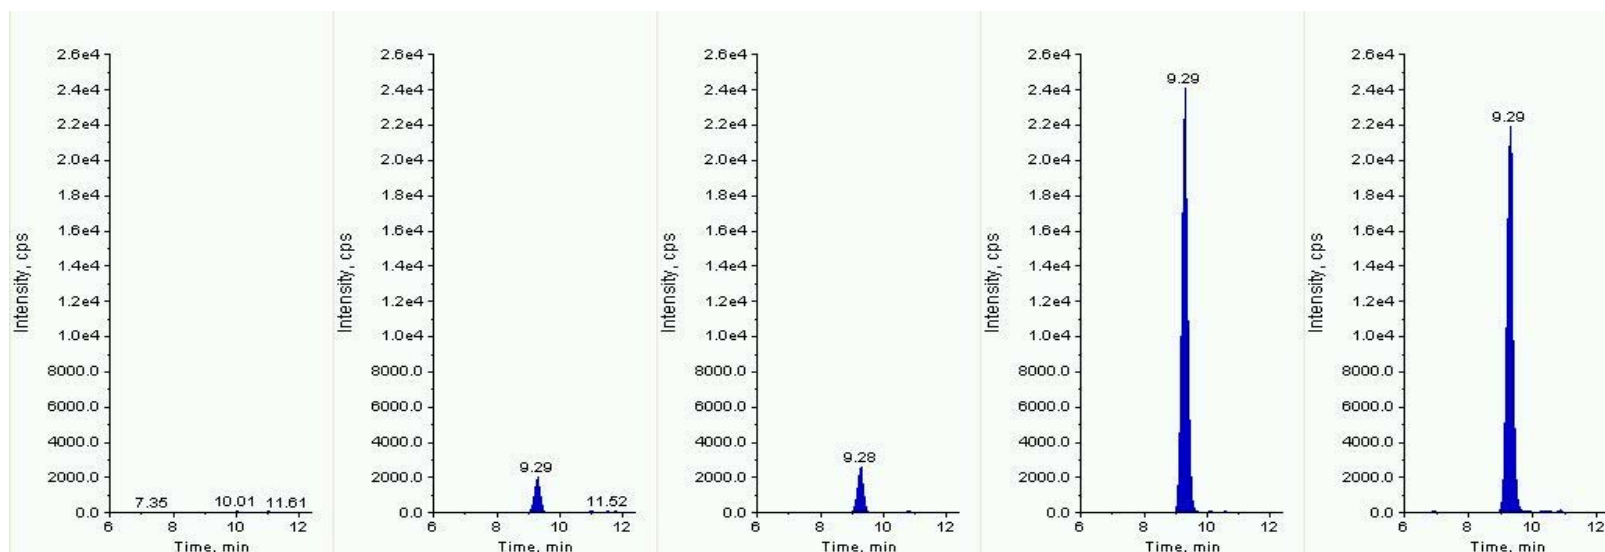 2.6e4
2.4e4
2.2e4
2.0e4
1.8e4
1.6e4
1.4e4
1.2e4
1.0e4
8000.0
6000.0
4000.0
2000.0
0.0
Intensity, cps
7.35
10.01
11.61
6 8 10 12
Time, min
2.6e4
2.4e4
2.2e4
2.0e4
1.8e4
1.6e4
1.4e4
1.2e4
1.0e4
8000.0
6000.0
4000.0
2000.0
0.0
Intensity, cps
9.29
11.52
6 8 10 12
Time, min
2.6e4
2.4e4
2.2e4
2.0e4
1.8e4
1.6e4
1.4e4
1.2e4
1.0e4
8000.0
6000.0
4000.0
2000.0
0.0
Intensity, cps
9.28
6 8 10 12
Time, min
2.6e4
2.4e4
2.2e4
2.0e4
1.8e4
1.6e4
1.4e4
1.2e4
1.0e4
8000.0
6000.0
4000.0
2000.0
0.0
Intensity, cps
9.29
6 8 10 12
Time, min
2.6e4
2.4e4
2.2e4
2.0e4
1.8e4
1.6e4
1.4e4
1.2e4
1.0e4
8000.0
6000.0
4000.0
2000.0
0.0
Intensity, cps
9.29
6 8 10 12
Time, min